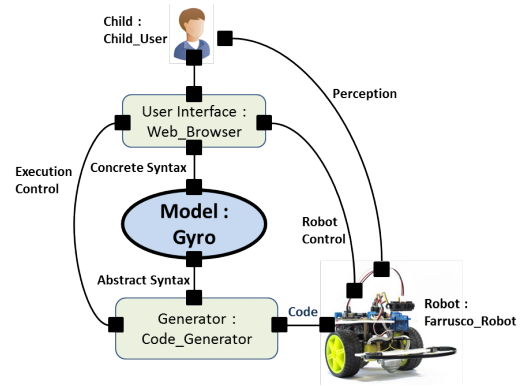 Child :
Child_User
Perception
User Interface :
Web_Browser
Execution
Control
Concrete Syntax
Model :
Gyro
Robot
Control
Abstract Syntax
Generator :
Code_Generator
Code
Robot :
Farrusco_Robot